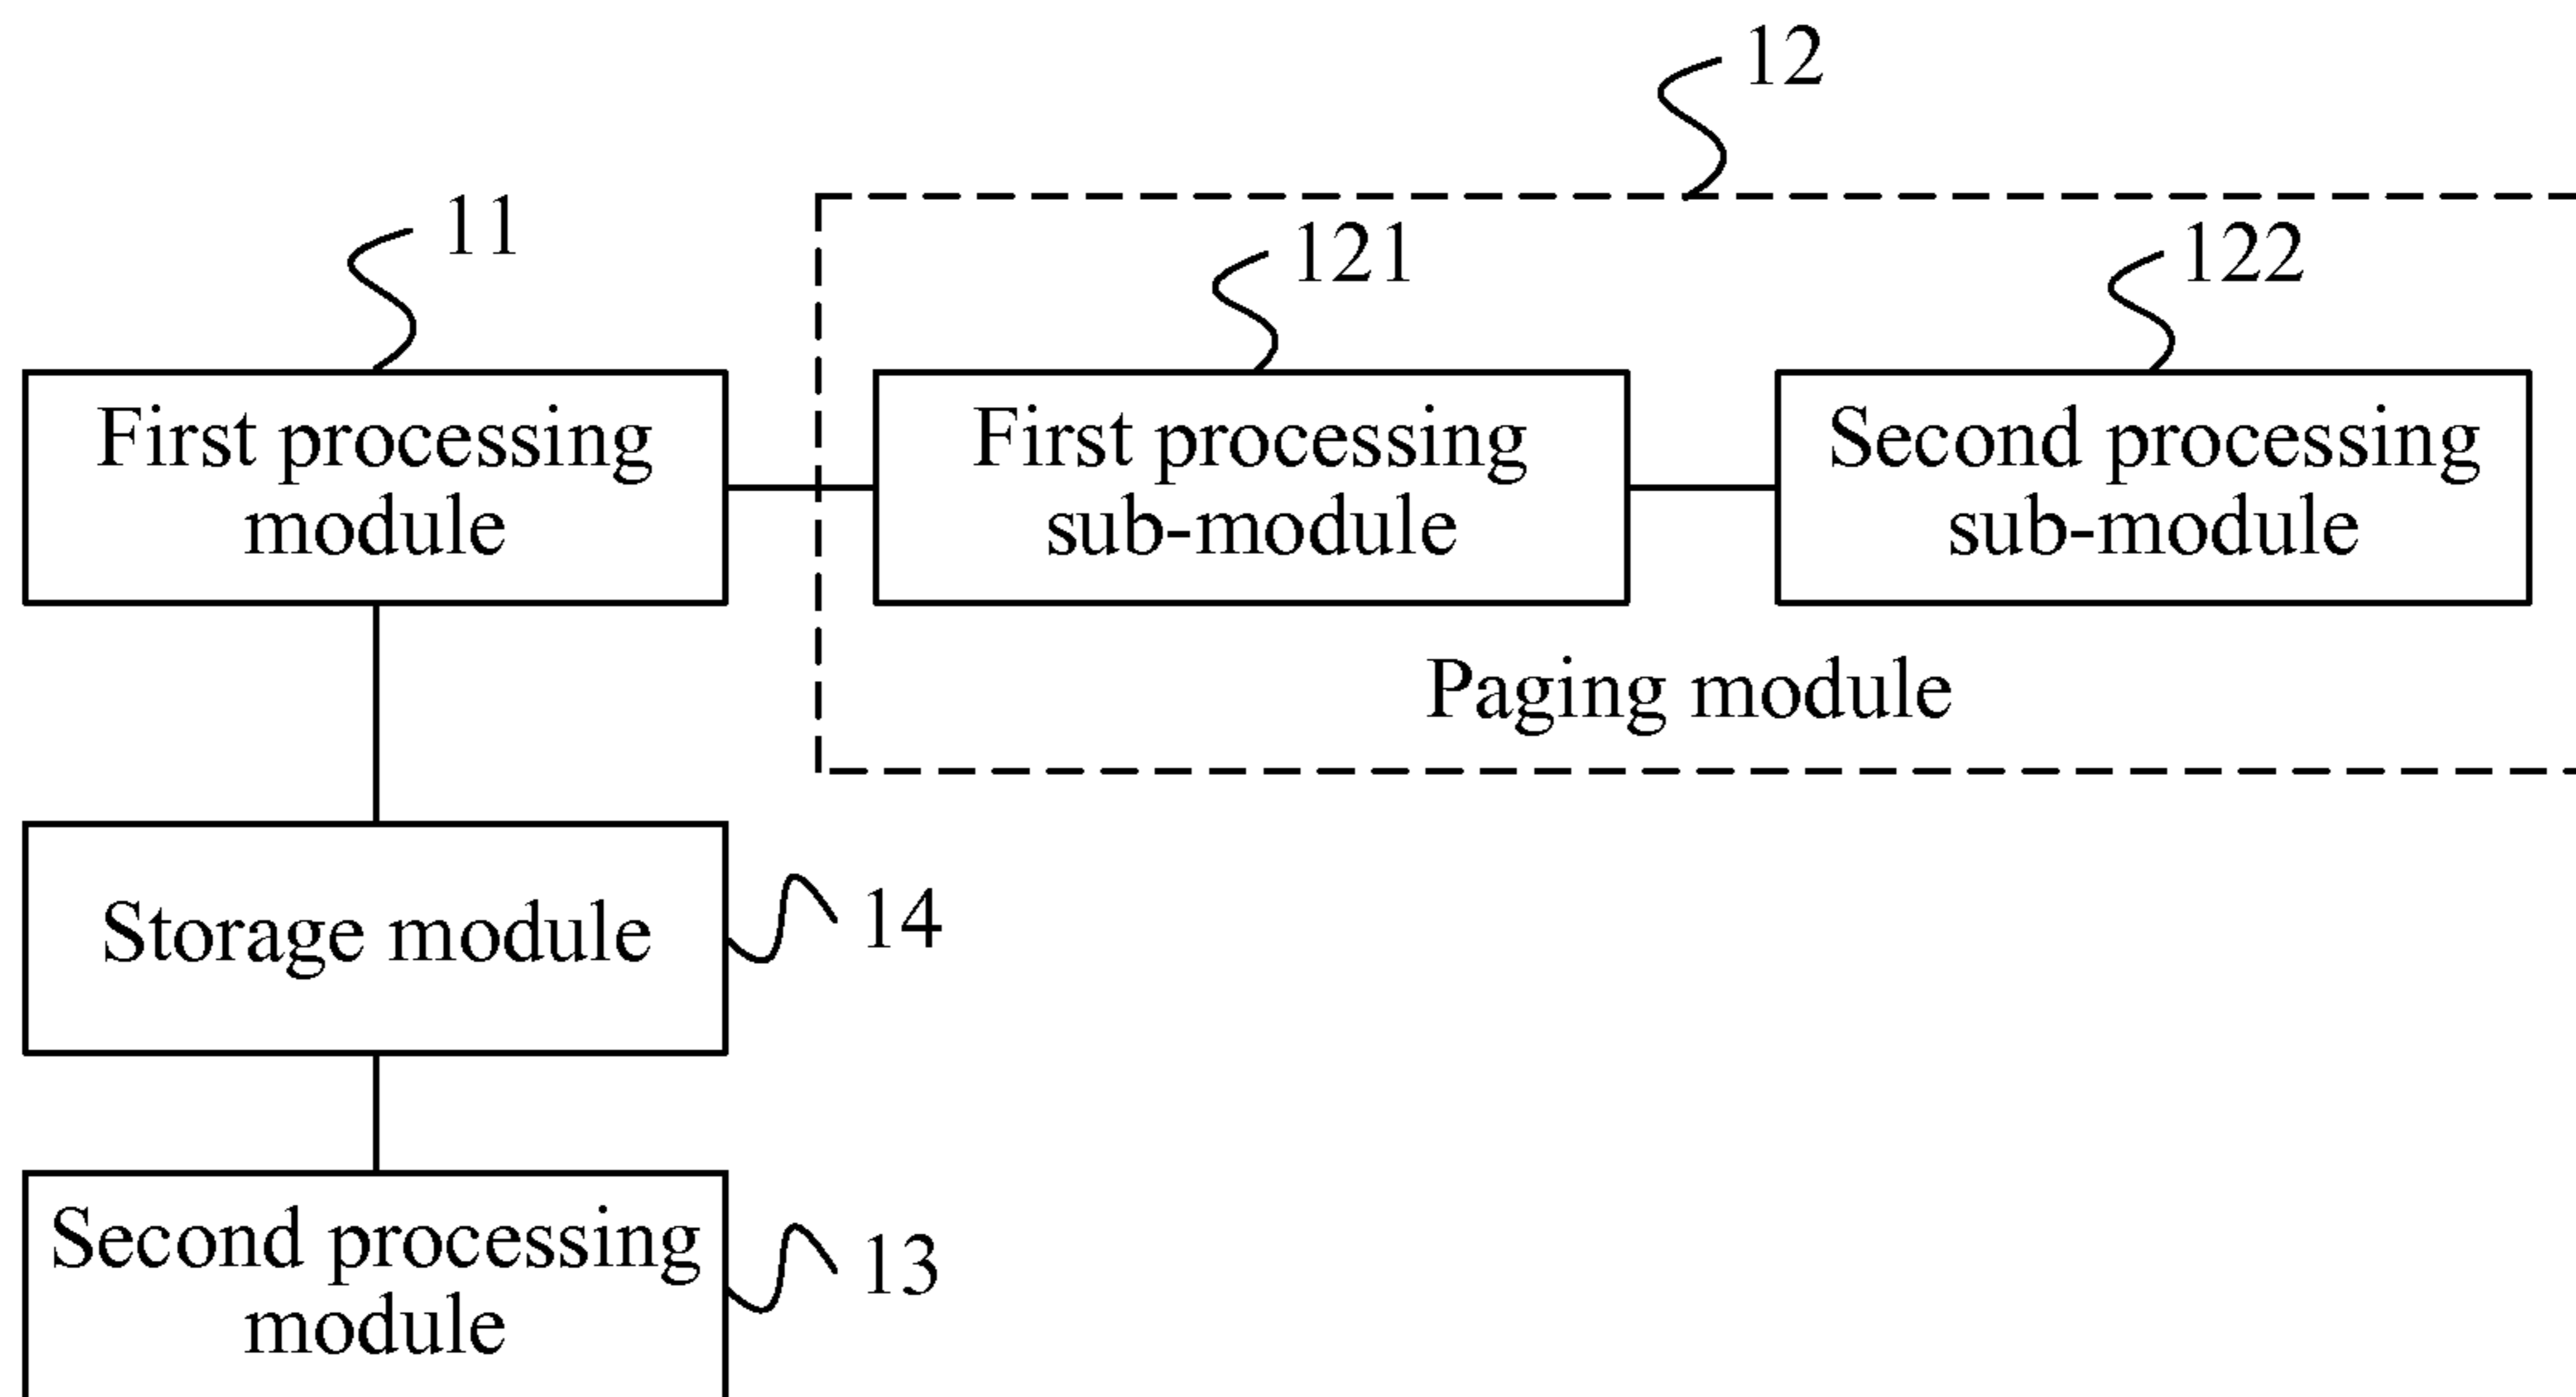 12
11
121
122
First processing
module
First processing
sub-module
Second processing
sub-module
Paging module
Storage module
14
Second processing
module
13